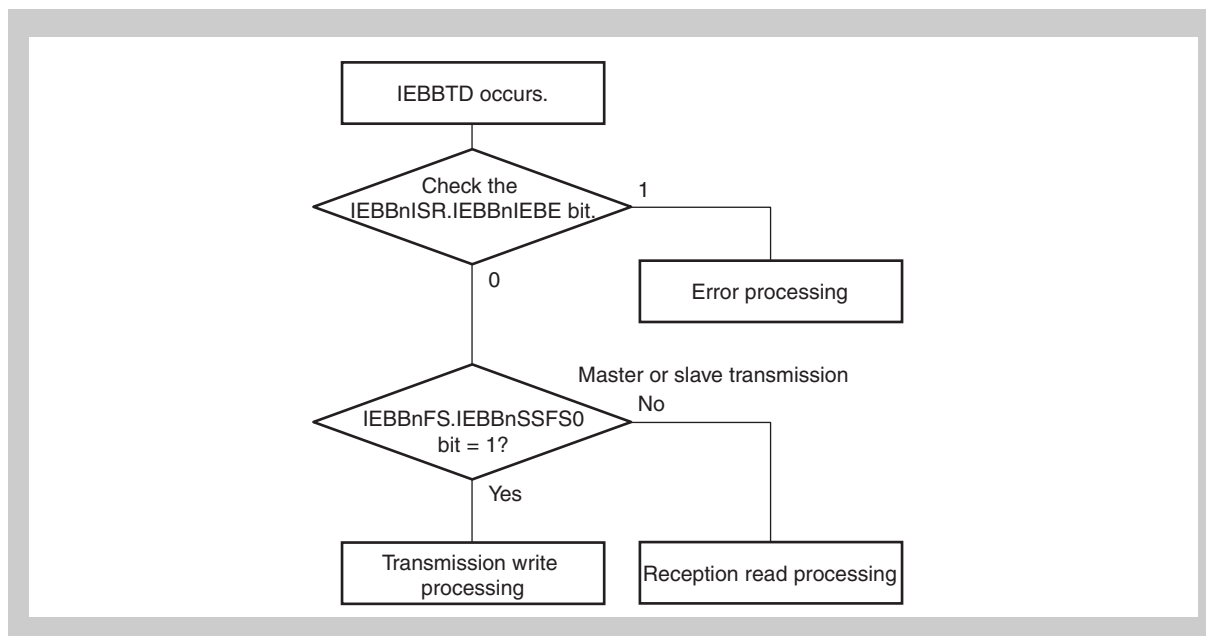 IEBBTD occurs.
Check the
IEBBnISR.IEBBnIEBE bit.
1
0
Error processing
Master or slave transmission
No
IEBBnFS.IEBBnSSFS0
bit = 1?
Yes
Transmission write
processing
Reception read processing